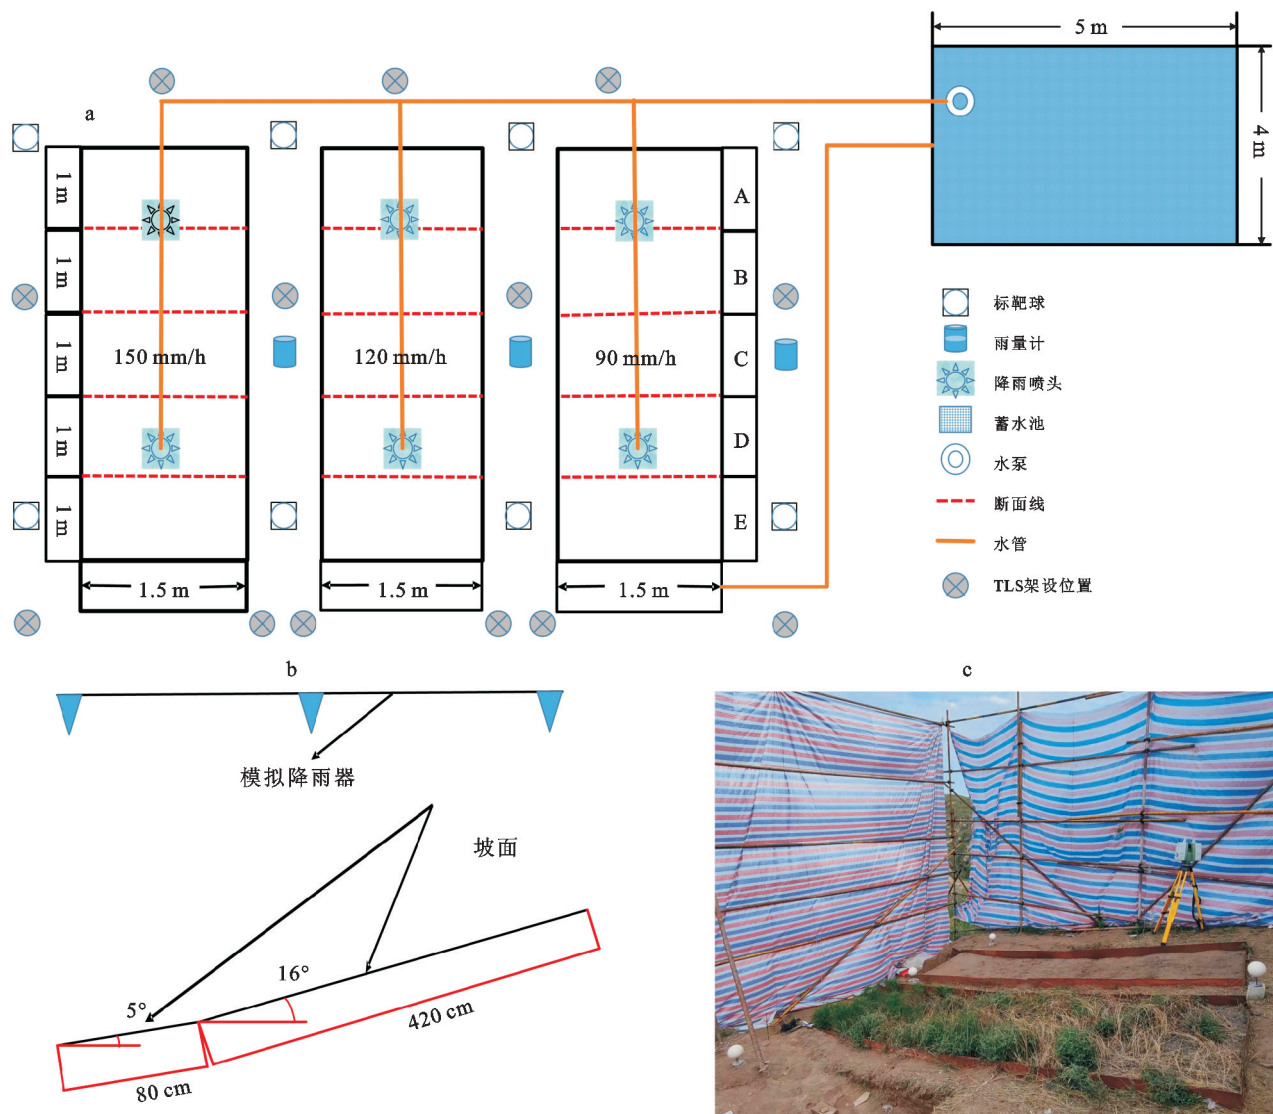 5 m
4 m
a
1 m
1 m
1 m
1 m
1 m
150 mm/h
120 mm/h
90 mm/h
A
B
C
D
E
1.5 m
1.5 m
1.5 m
标靶球
雨量计
降雨喷头
蓄水池
水泵
断面线
水管
TLS架设位置
b
模拟降雨器
坡面
16°
5°
420 cm
80 cm
c